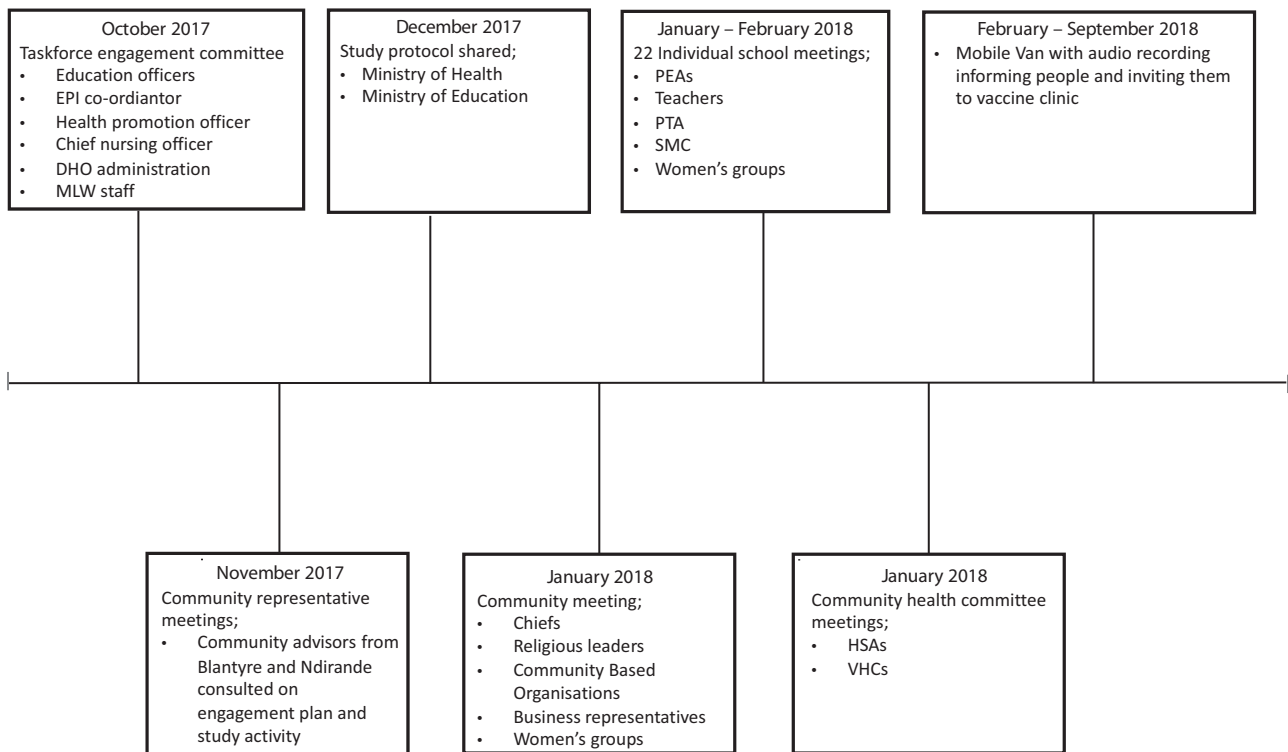 October 2017
Taskforce engagement committee
• Education officers
• EPI co-ordiantor
• Health promotion officer
• Chief nursing officer
• DHO administration
• MLW staff
December 2017
Study protocol shared;
• Ministry of Health
• Ministry of Education
January – February 2018
22 Individual school meetings;
• PEAs
• Teachers
• PTA
• SMC
• Women’s groups
February – September 2018
• Mobile Van with audio recording
informing people and inviting them
to vaccine clinic
November 2017
Community representative
meetings;
• Community advisors from
Blantyre and Ndirande
consulted on
engagement plan and
study activity
January 2018
Community meeting;
• Chiefs
• Religious leaders
• Community Based
Organisations
• Business representatives
• Women’s groups
January 2018
Community health committee
meetings;
• HSAs
• VHCs